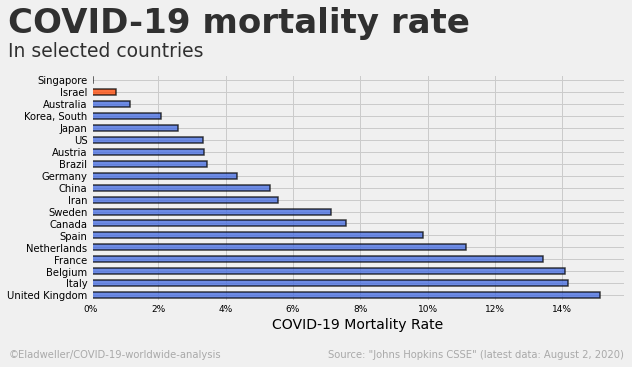 COVID-19 mortality rate
In selected countries
Singapore
Israel
Australia
Korea, South
Japan
US
Austria
Brazil
Germany
China
Iran
Sweden
Canada
Spain
Netherlands
France
Belgium
Italy
United Kingdom
0% 2% 4% 6% 8% 10% 12% 14%
COVID-19 Mortality Rate
©Eladweller/COVID-19-worldwide-analysis Source: "Johns Hopkins CSSE" (latest data: August 2, 2020)